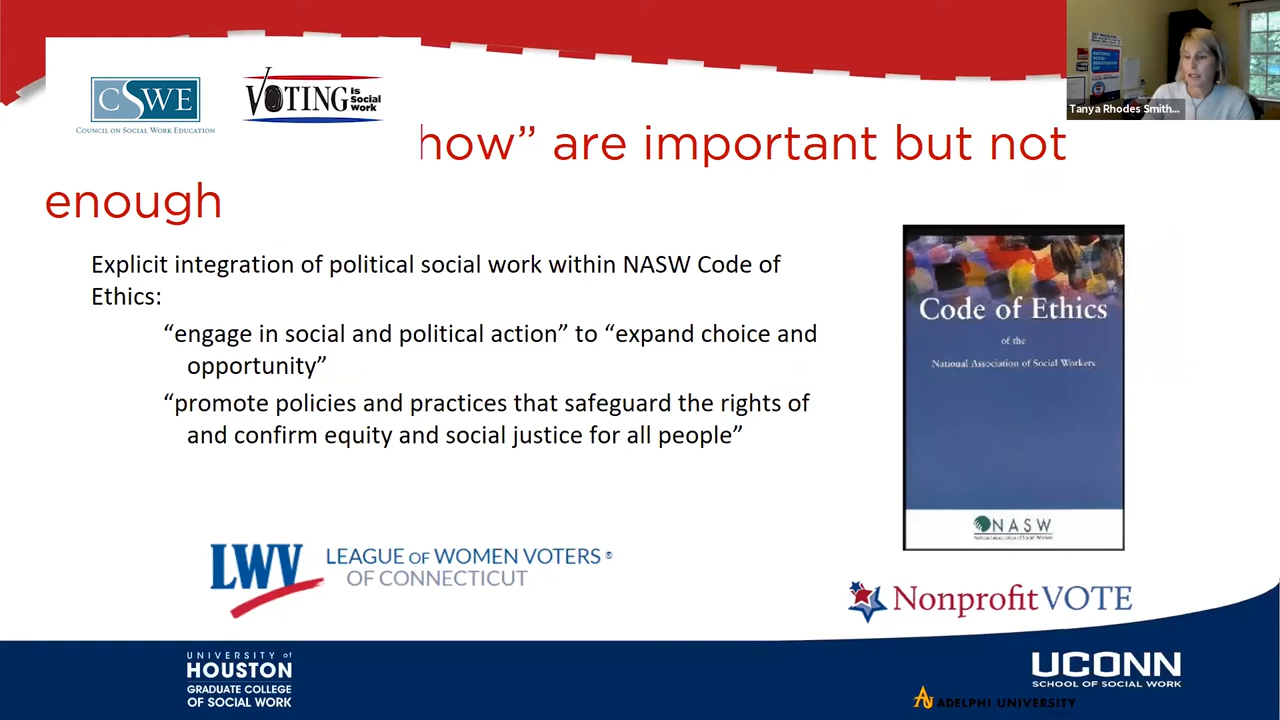 CSWE
COUNCIL ON SOCIAL WORK EDUCATION
VOTING is Social Work
NATIONAL
VOTER
REGISTRATION
DAY
Tanya Rhodes Smith...
how” are important but not
enough
Explicit integration of political social work within NASW Code of
Ethics:
“engage in social and political action” to “expand choice and
opportunity”
“promote policies and practices that safeguard the rights of
and confirm equity and social justice for all people”
Code of Ethics
of the
National Association of Social Workers
NASW
National Association of Social Workers
LWV
LEAGUE OF WOMEN VOTERS®
OF CONNECTICUT
NonprofitVOTE
UNIVERSITY of
HOUSTON
GRADUATE COLLEGE
OF SOCIAL WORK
UCONN
SCHOOL OF SOCIAL WORK
ADELPHI UNIVERSITY